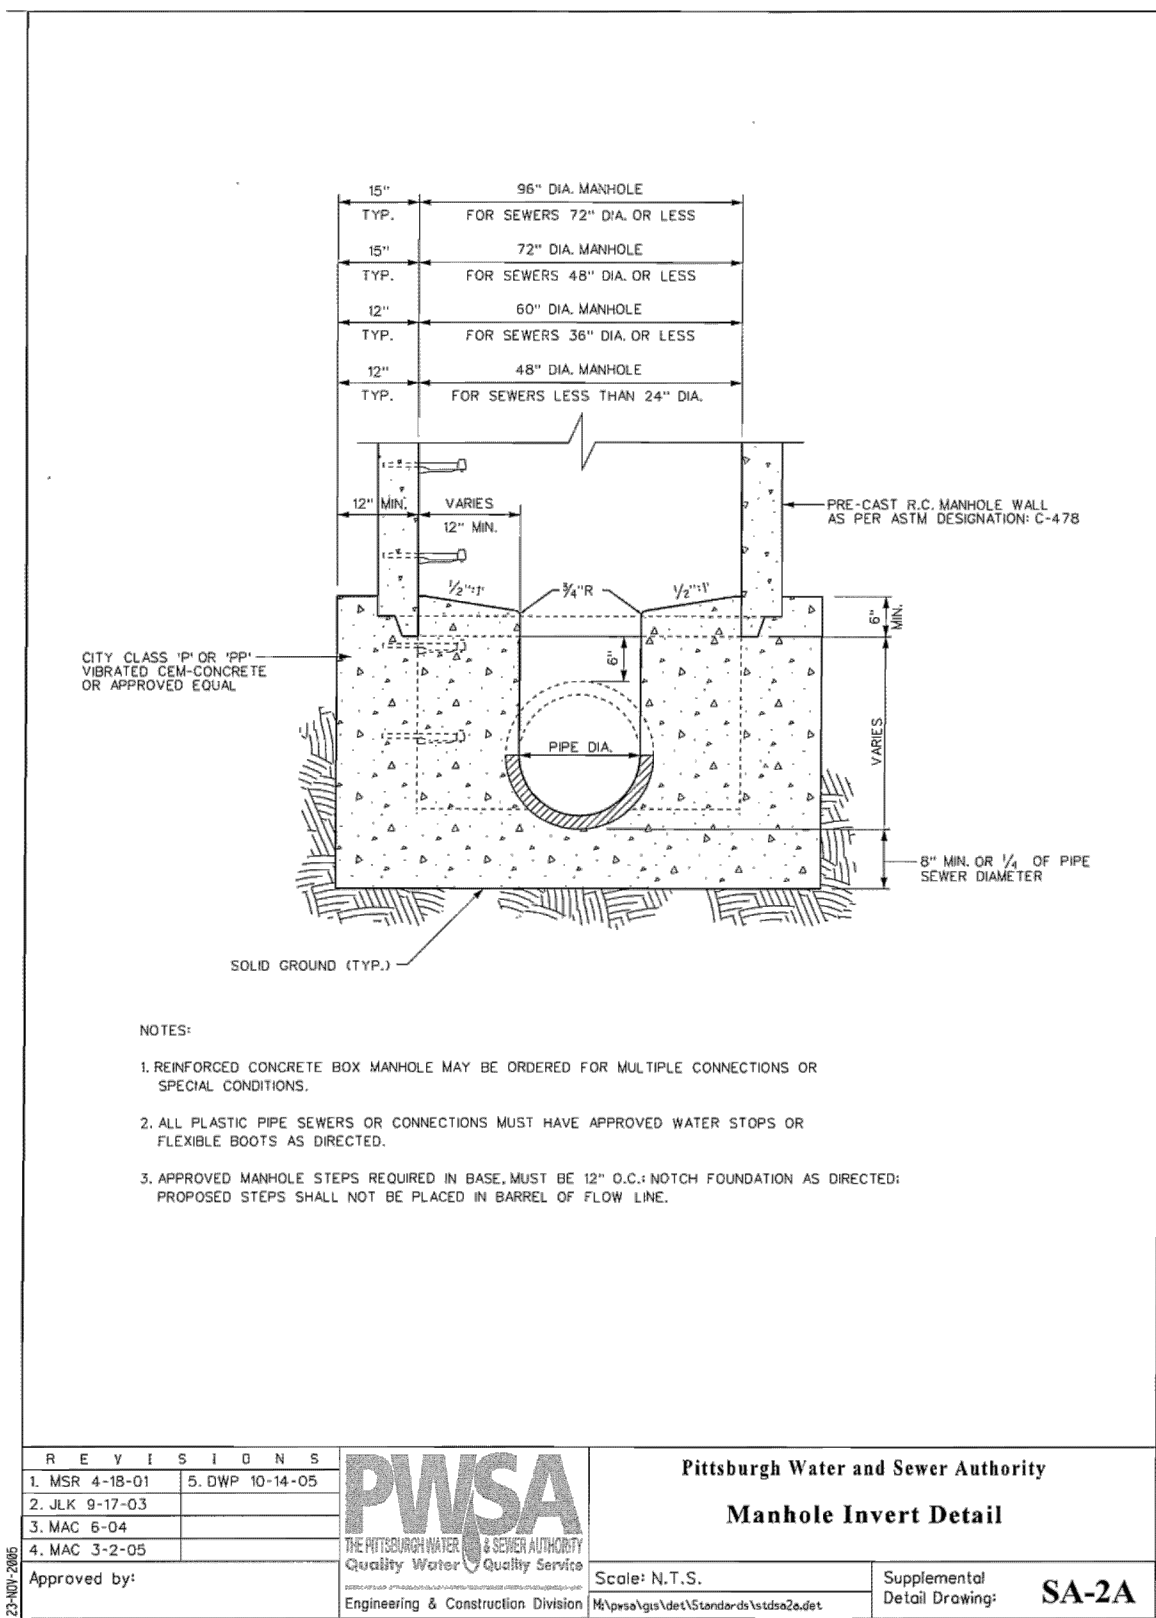 15" 96" DIA. MANHOLE
TYP. FOR SEWERS 72" DIA. OR LESS
15" 72" DIA. MANHOLE
TYP. FOR SEWERS 48" DIA. OR LESS
12" 60" DIA. MANHOLE
TYP. FOR SEWERS 36" DIA. OR LESS
12" 48" DIA. MANHOLE
TYP. FOR SEWERS LESS THAN 24" DIA.
12" MIN. VARIES
12" MIN.
PRE-CAST R.C. MANHOLE WALL
AS PER ASTM DESIGNATION: C-478
1/2":1' 3/4"R 1/2":1'
6" MIN.
6"
CITY CLASS 'P' OR 'PP'
VIBRATED CEM-CONCRETE
OR APPROVED EQUAL
PIPE DIA.
VARIES
8" MIN. OR 1/4 OF PIPE
SEWER DIAMETER
SOLID GROUND (TYP.)
NOTES:
1. REINFORCED CONCRETE BOX MANHOLE MAY BE ORDERED FOR MULTIPLE CONNECTIONS OR
SPECIAL CONDITIONS.
2. ALL PLASTIC PIPE SEWERS OR CONNECTIONS MUST HAVE APPROVED WATER STOPS OR
FLEXIBLE BOOTS AS DIRECTED.
3. APPROVED MANHOLE STEPS REQUIRED IN BASE, MUST BE 12" O.C.; NOTCH FOUNDATION AS DIRECTED;
PROPOSED STEPS SHALL NOT BE PLACED IN BARREL OF FLOW LINE.
23-NOV-2005
R E V I S I O N S
1. MSR 4-18-01 5. DWP 10-14-05
2. JLK 9-17-03
3. MAC 6-04
4. MAC 3-2-05
Approved by:
PWSA
THE PITTSBURGH WATER & SEWER AUTHORITY
Quality Water Quality Service
Engineering & Construction Division
Pittsburgh Water and Sewer Authority
Manhole Invert Detail
Scale: N.T.S.
M:\pwsa\gis\det\Standards\stdsa2a.det
Supplemental
Detail Drawing: SA-2A